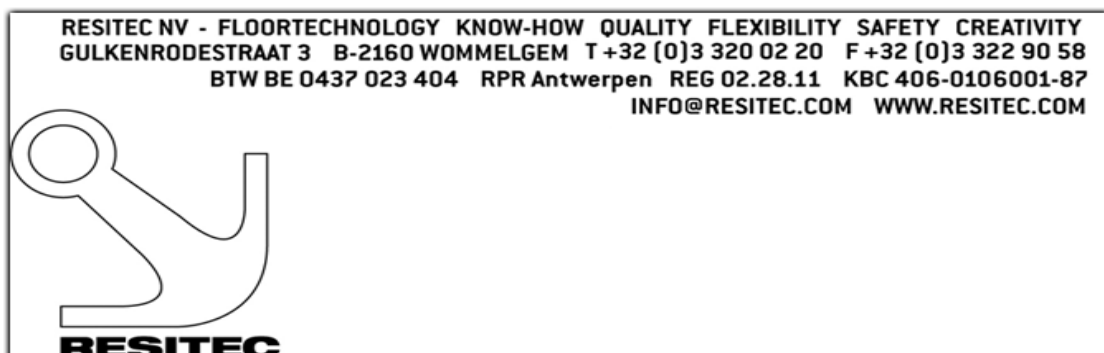 RESITEC NV - FLOORTECHNOLOGY KNOW-HOW QUALITY FLEXIBILITY SAFETY CREATIVITY
GULKENRODESTRAAT 3 B-2160 WOMMELGEM T +32 (0)3 320 02 20 F +32 (0)3 322 90 58
BTW BE 0437 023 404 RPR Antwerpen REG 02.28.11 KBC 406-0106001-87
INFO@RESITEC.COM WWW.RESITEC.COM
RESITEC